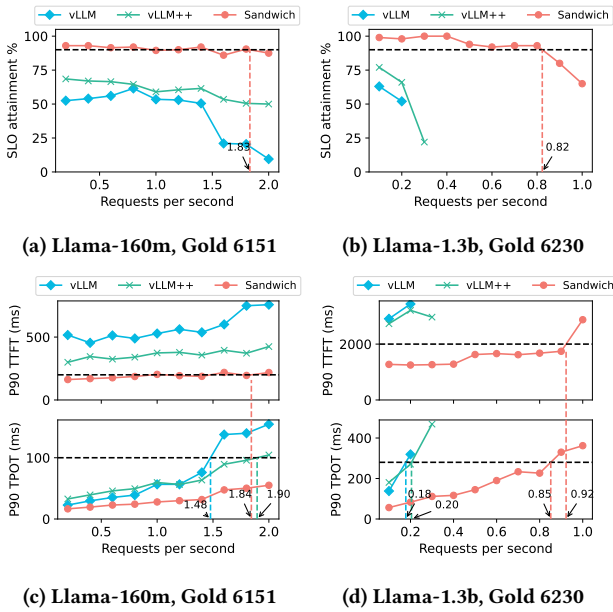 vLLM vLLM++ Sandwich
vLLM vLLM++ Sandwich
SLO attainment %
100
75
50
25
0
1.83
0.5 1.0 1.5 2.0
Requests per second
SLO attainment %
100
75
50
25
0
0.82
0.2 0.4 0.6 0.8 1.0
Requests per second
(a) Llama-160m, Gold 6151
(b) Llama-1.3b, Gold 6230
vLLM vLLM++ Sandwich
vLLM vLLM++ Sandwich
P90 TTFT (ms)
500
0
P90 TPOT (ms)
100
0
1.48
1.84
1.90
0.5 1.0 1.5 2.0
Requests per second
P90 TTFT (ms)
2000
0
P90 TPOT (ms)
400
200
0
0.18
0.20
0.85
0.92
0.2 0.4 0.6 0.8 1.0
Requests per second
(c) Llama-160m, Gold 6151
(d) Llama-1.3b, Gold 6230